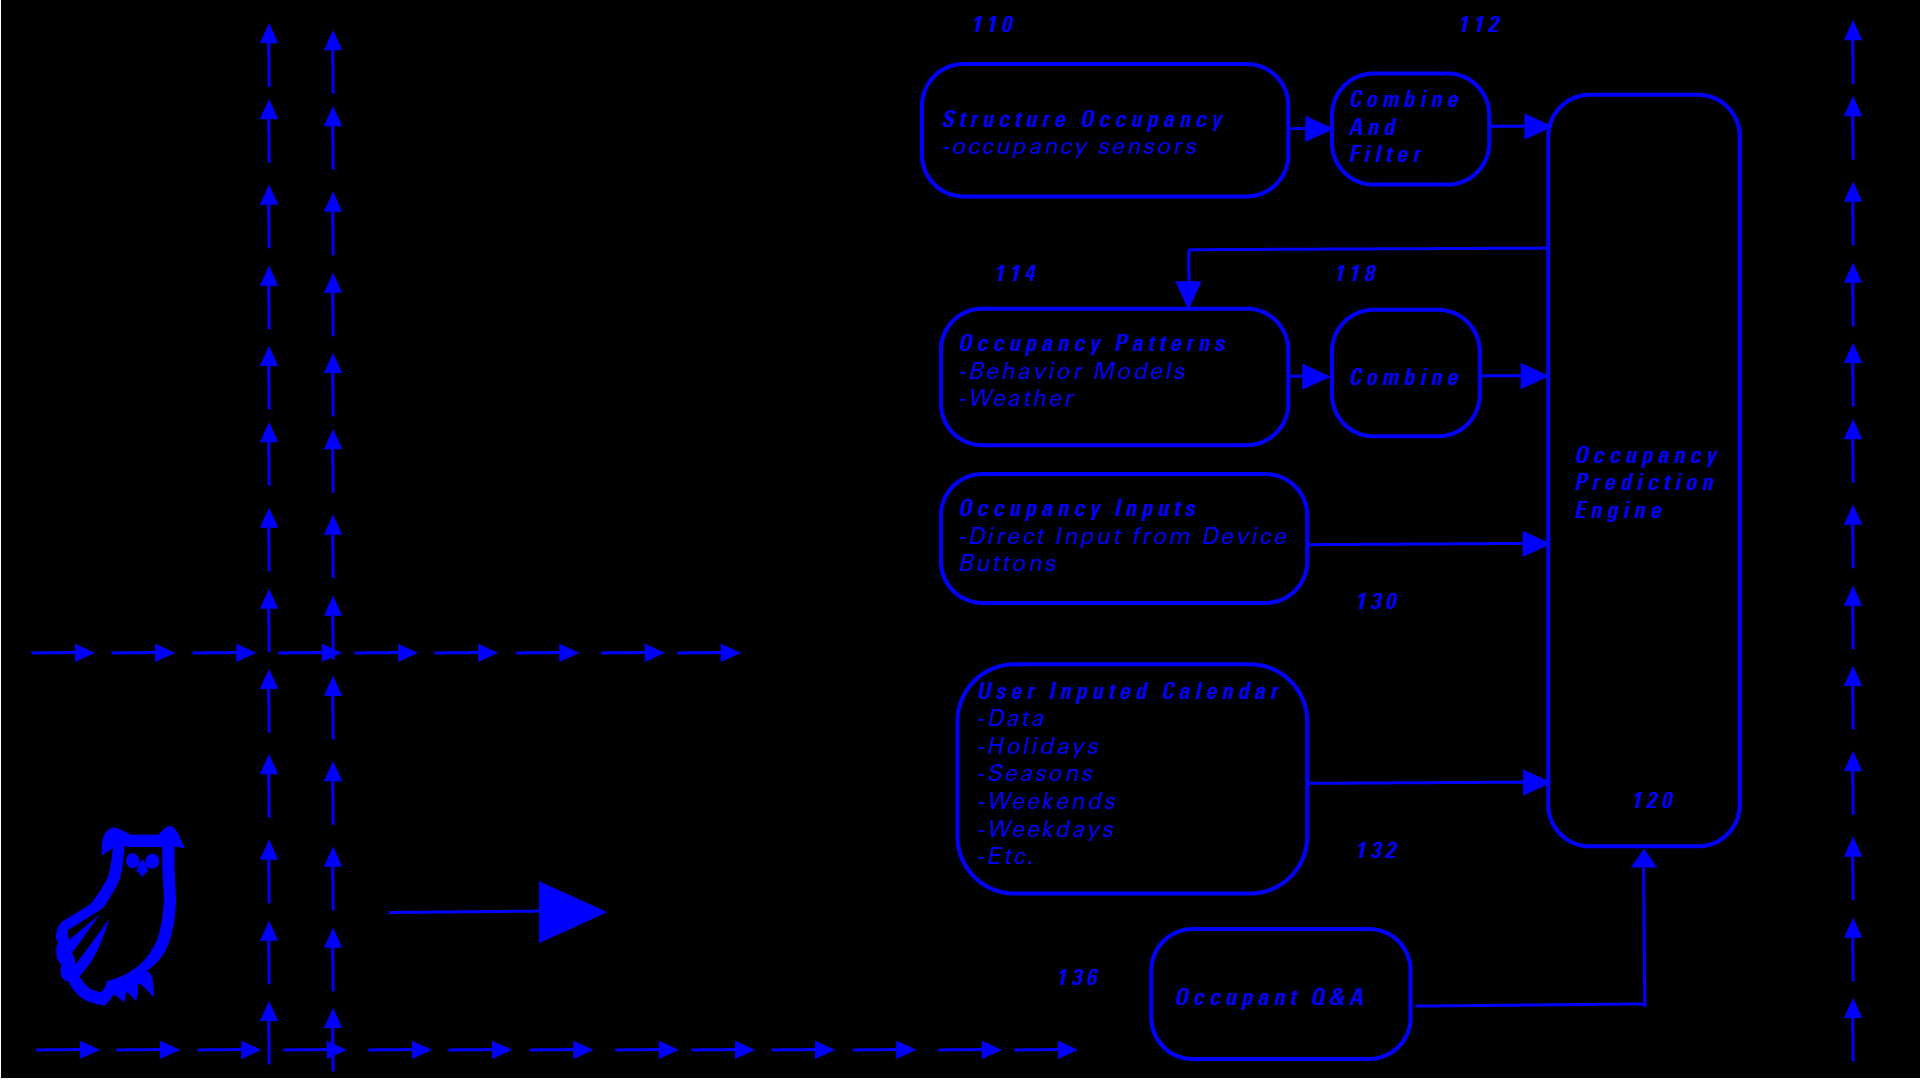 110
112
Structure Occupancy
-occupancy sensors
Combine
And
Filter
114
118
Occupancy Patterns
-Behavior Models
-Weather
Combine
Occupancy
Prediction
Engine
Occupancy Inputs
-Direct Input from Device
Buttons
130
User Inputed Calendar
-Data
-Holidays
-Seasons
-Weekends
-Weekdays
-Etc.
120
132
136
Occupant Q&A